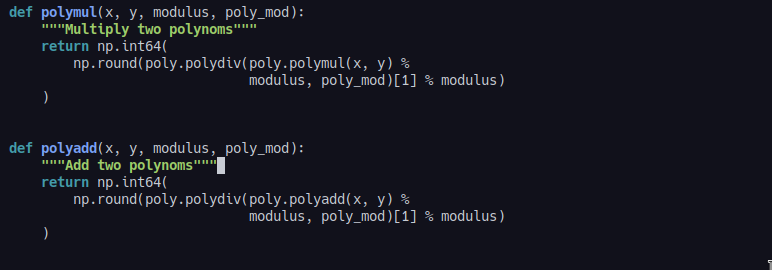 def polymul(x, y, modulus, poly_mod):
    """Multiply two polynoms"""
    return np.int64(
        np.round(poly.polydiv(poly.polymul(x, y) %
                              modulus, poly_mod)[1] % modulus)
    )
def polyadd(x, y, modulus, poly_mod):
    """Add two polynoms"""
    return np.int64(
        np.round(poly.polydiv(poly.polyadd(x, y) %
                              modulus, poly_mod)[1] % modulus)
    )